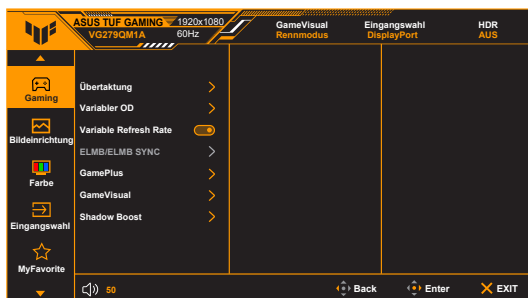 ASUS TUF GAMING 1920x1080
VG279QM1A 60Hz
GameVisual
Rennmodus
Eingangswahl
DisplayPort
HDR
AUS
Gaming
Bildeinrichtung
Farbe
Eingangswahl
MyFavorite
Übertaktung
Variabler OD
Variable Refresh Rate
ELMB/ELMB SYNC
GamePlus
GameVisual
Shadow Boost
50
Back
Enter
EXIT